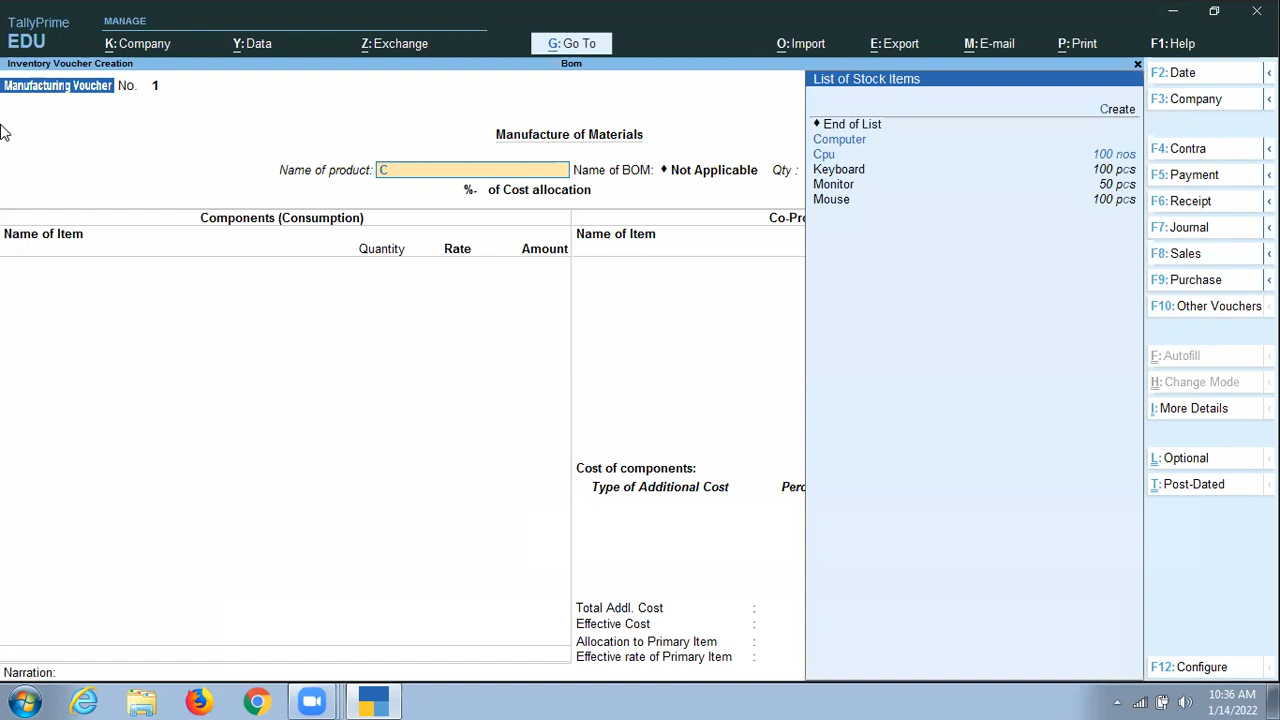 TallyPrime
EDU
MANAGE
K: Company
Y: Data
Z: Exchange
G: Go To
O: Import
E: Export
M: E-mail
P: Print
F1: Help
Inventory Voucher Creation
Bom
Manufacturing Voucher No. 1
Manufacture of Materials
Name of product: C
Name of BOM: ♦ Not Applicable
Qty :
%- of Cost allocation
Components (Consumption)
Co-Pro
Name of Item
Quantity Rate Amount
Name of Item
Cost of components:
Type of Additional Cost Perc
Total Addl. Cost :
Effective Cost :
Allocation to Primary Item :
Effective rate of Primary Item :
Narration:
List of Stock Items
Create
♦ End of List
Computer
Cpu 100 nos
Keyboard 100 pcs
Monitor 50 pcs
Mouse 100 pcs
F2: Date
F3: Company
F4: Contra
F5: Payment
F6: Receipt
F7: Journal
F8: Sales
F9: Purchase
F10: Other Vouchers
F: Autofill
H: Change Mode
I: More Details
L: Optional
T: Post-Dated
F12: Configure
10:36 AM
1/14/2022